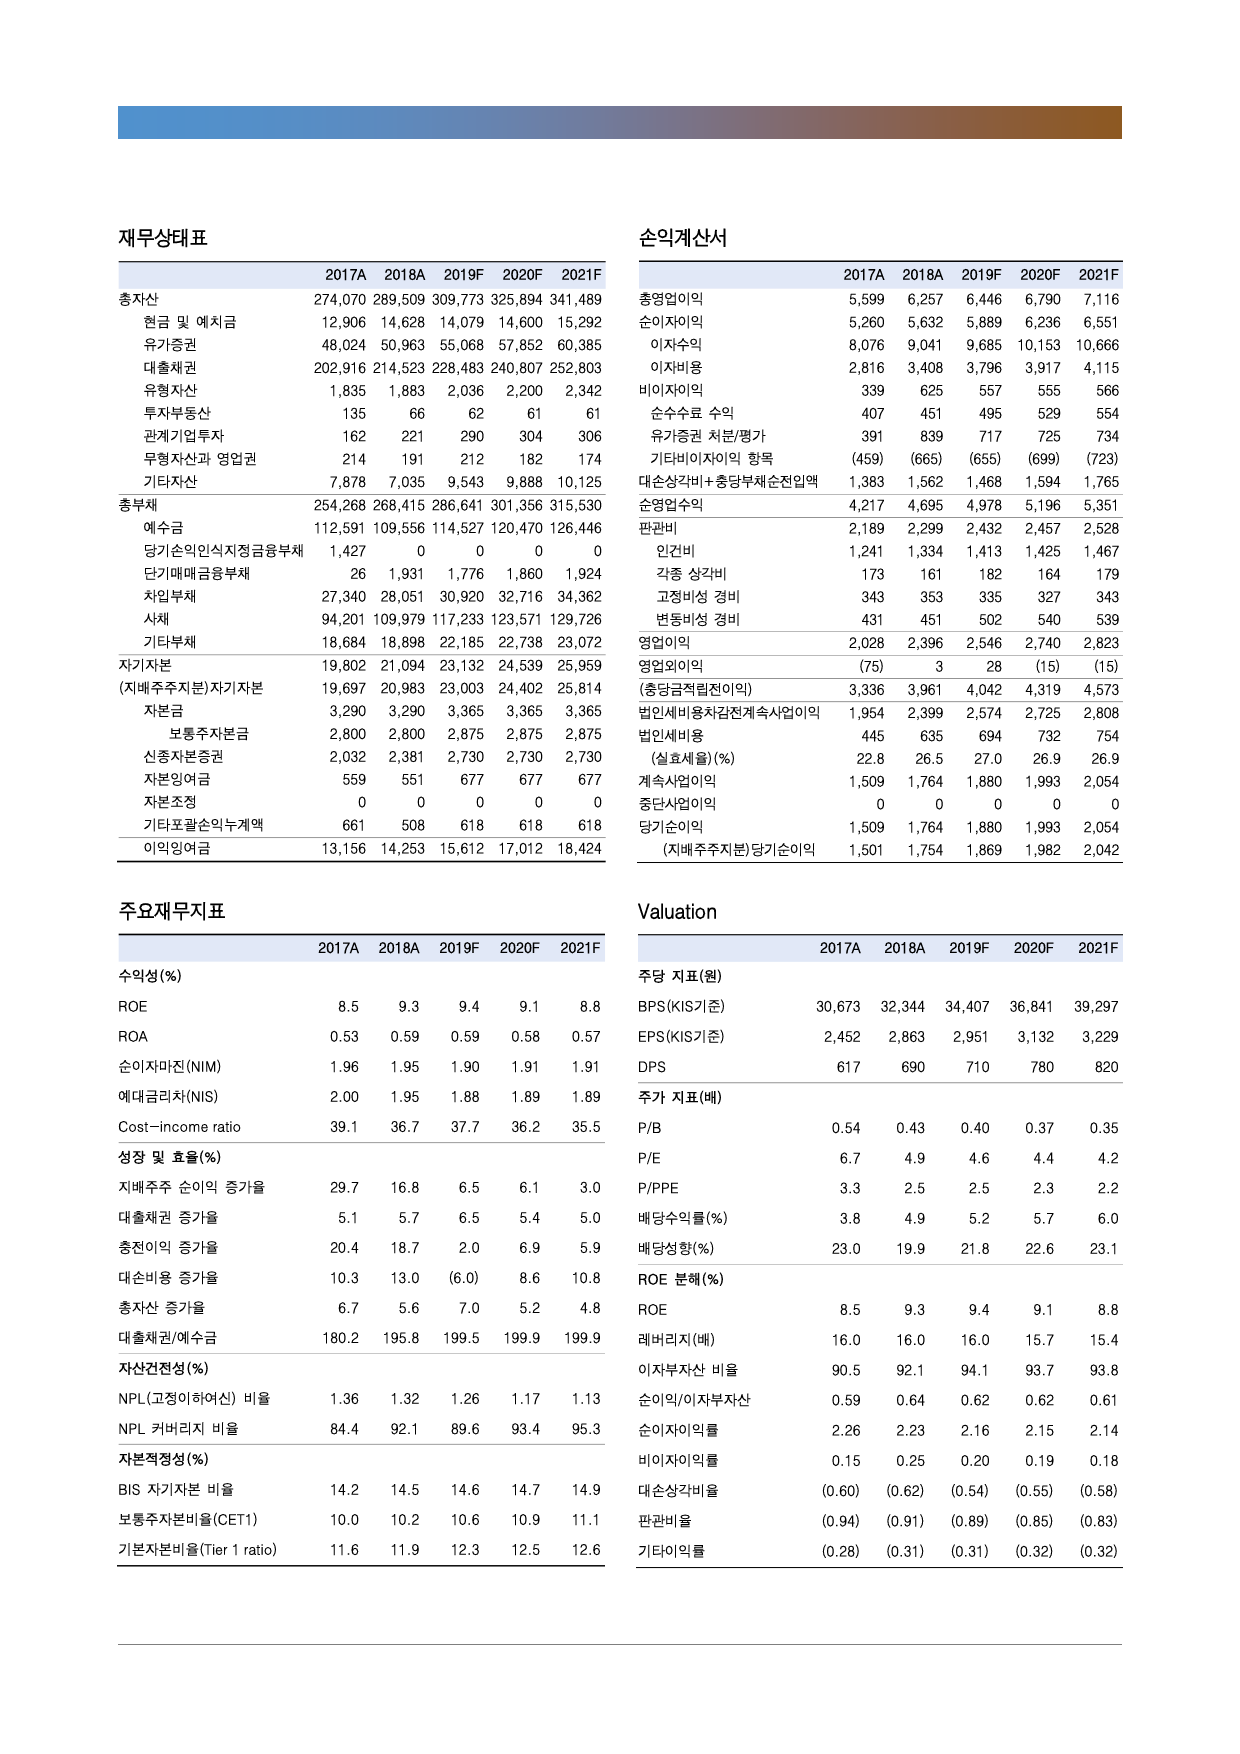 재무상태표
2017A 2018A 2019F 2020F 2021F
총자산 274,070 289,509 309,773 325,894 341,489
현금 및 예치금 12,906 14,628 14,079 14,600 15,292
유가증권 48,024 50,963 55,068 57,852 60,385
대출채권 202,916 214,523 228,483 240,807 252,803
유형자산 1,835 1,883 2,036 2,200 2,342
투자부동산 135 66 62 61 61
관계기업투자 162 221 290 304 306
무형자산과 영업권 214 191 212 182 174
기타자산 7,878 7,035 9,543 9,888 10,125
총부채 254,268 268,415 286,641 301,356 315,530
예수금 112,591 109,556 114,527 120,470 126,446
당기손익인식지정금융부채 1,427 0 0 0 0
단기매매금융부채 26 1,931 1,776 1,860 1,924
차입부채 27,340 28,051 30,920 32,716 34,362
사채 94,201 109,979 117,233 123,571 129,726
기타부채 18,684 18,898 22,185 22,738 23,072
자기자본 19,802 21,094 23,132 24,539 25,959
(지배주주지분)자기자본 19,697 20,983 23,003 24,402 25,814
자본금 3,290 3,290 3,365 3,365 3,365
보통주자본금 2,800 2,800 2,875 2,875 2,875
신종자본증권 2,032 2,381 2,730 2,730 2,730
자본잉여금 559 551 677 677 677
자본조정 0 0 0 0 0
기타포괄손익누계액 661 508 618 618 618
이익잉여금 13,156 14,253 15,612 17,012 18,424
손익계산서
2017A 2018A 2019F 2020F 2021F
총영업이익 5,599 6,257 6,446 6,790 7,116
순이자이익 5,260 5,632 5,889 6,236 6,551
이자수익 8,076 9,041 9,685 10,153 10,666
이자비용 2,816 3,408 3,796 3,917 4,115
비이자이익 339 625 557 555 566
순수수료 수익 407 451 495 529 554
유가증권 처분/평가 391 839 717 725 734
기타비이자이익 항목 (459) (665) (655) (699) (723)
대손상각비+충당부채순전입액 1,383 1,562 1,468 1,594 1,765
순영업수익 4,217 4,695 4,978 5,196 5,351
판관비 2,189 2,299 2,432 2,457 2,528
인건비 1,241 1,334 1,413 1,425 1,467
각종 상각비 173 161 182 164 179
고정비성 경비 343 353 335 327 343
변동비성 경비 431 451 502 540 539
영업이익 2,028 2,396 2,546 2,740 2,823
영업외이익 (75) 3 28 (15) (15)
(충당금적립전이익) 3,336 3,961 4,042 4,319 4,573
법인세비용차감전계속사업이익 1,954 2,399 2,574 2,725 2,808
법인세비용 445 635 694 732 754
(실효세율)(%) 22.8 26.5 27.0 26.9 26.9
계속사업이익 1,509 1,764 1,880 1,993 2,054
중단사업이익 0 0 0 0 0
당기순이익 1,509 1,764 1,880 1,993 2,054
(지배주주지분)당기순이익 1,501 1,754 1,869 1,982 2,042
주요재무지표
2017A 2018A 2019F 2020F 2021F
수익성(%)
ROE 8.5 9.3 9.4 9.1 8.8
ROA 0.53 0.59 0.59 0.58 0.57
순이자마진(NIM) 1.96 1.95 1.90 1.91 1.91
예대금리차(NIS) 2.00 1.95 1.88 1.89 1.89
Cost-income ratio 39.1 36.7 37.7 36.2 35.5
성장 및 효율(%)
지배주주 순이익 증가율 29.7 16.8 6.5 6.1 3.0
대출채권 증가율 5.1 5.7 6.5 5.4 5.0
충전이익 증가율 20.4 18.7 2.0 6.9 5.9
대손비용 증가율 10.3 13.0 (6.0) 8.6 10.8
총자산 증가율 6.7 5.6 7.0 5.2 4.8
대출채권/예수금 180.2 195.8 199.5 199.9 199.9
자산건전성(%)
NPL(고정이하여신) 비율 1.36 1.32 1.26 1.17 1.13
NPL 커버리지 비율 84.4 92.1 89.6 93.4 95.3
자본적정성(%)
BIS 자기자본 비율 14.2 14.5 14.6 14.7 14.9
보통주자본비율(CET1) 10.0 10.2 10.6 10.9 11.1
기본자본비율(Tier 1 ratio) 11.6 11.9 12.3 12.5 12.6
Valuation
2017A 2018A 2019F 2020F 2021F
주당 지표(원)
BPS(KIS기준) 30,673 32,344 34,407 36,841 39,297
EPS(KIS기준) 2,452 2,863 2,951 3,132 3,229
DPS 617 690 710 780 820
주가 지표(배)
P/B 0.54 0.43 0.40 0.37 0.35
P/E 6.7 4.9 4.6 4.4 4.2
P/PPE 3.3 2.5 2.5 2.3 2.2
배당수익률(%) 3.8 4.9 5.2 5.7 6.0
배당성향(%) 23.0 19.9 21.8 22.6 23.1
ROE 분해(%)
ROE 8.5 9.3 9.4 9.1 8.8
레버리지(배) 16.0 16.0 16.0 15.7 15.4
이자부자산 비율 90.5 92.1 94.1 93.7 93.8
순이익/이자부자산 0.59 0.64 0.62 0.62 0.61
순이자이익률 2.26 2.23 2.16 2.15 2.14
비이자이익률 0.15 0.25 0.20 0.19 0.18
대손상각비율 (0.60) (0.62) (0.54) (0.55) (0.58)
판관비율 (0.94) (0.91) (0.89) (0.85) (0.83)
기타이익률 (0.28) (0.31) (0.31) (0.32) (0.32)